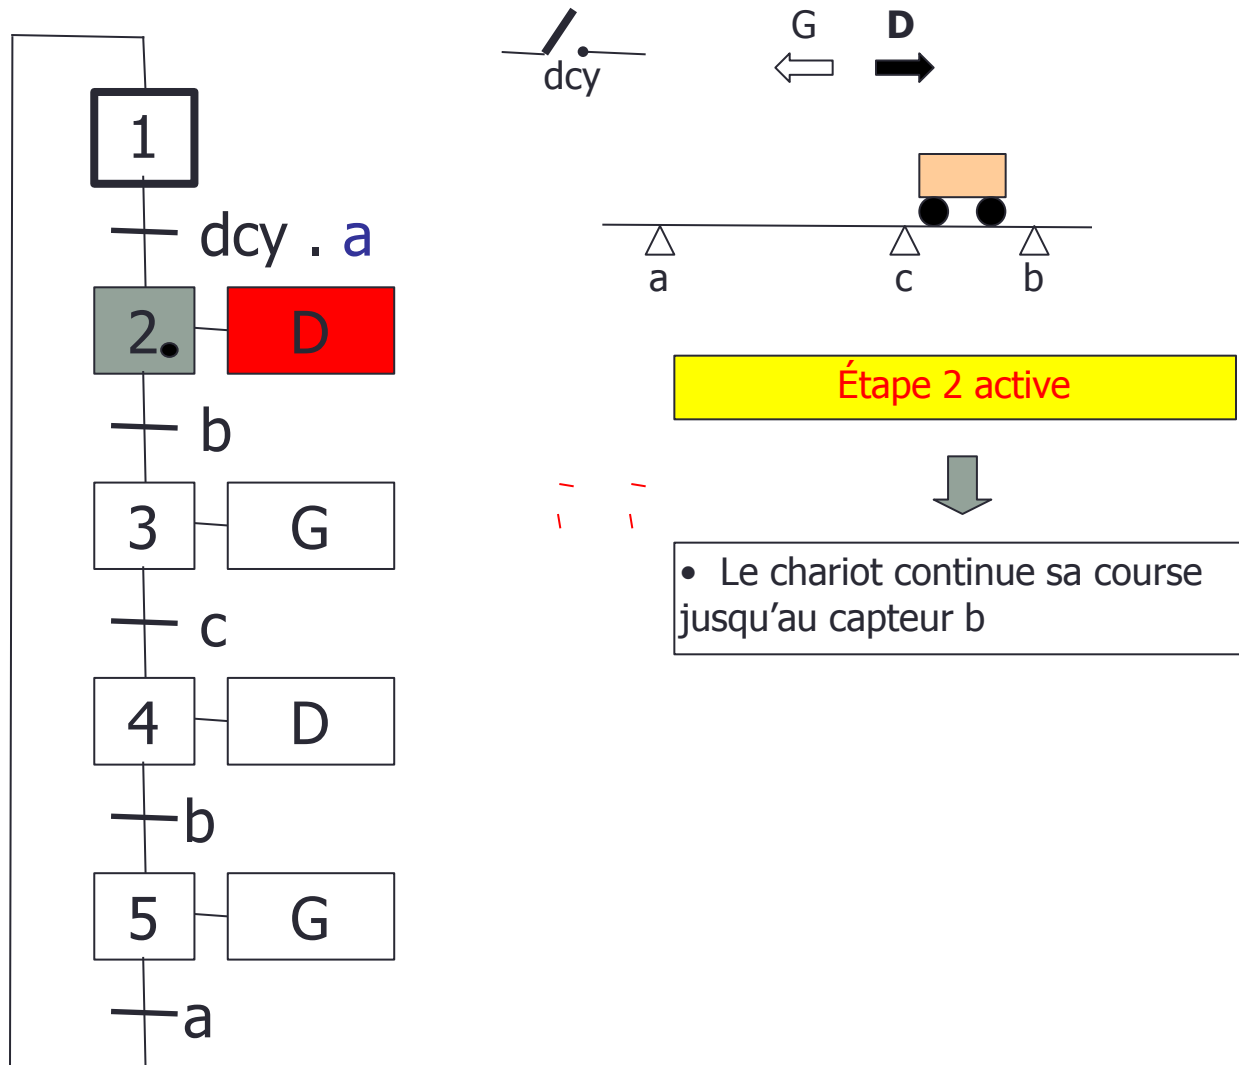 1
dcy . a
2
D
b
3
G
c
4
D
b
5
G
a
dcy
G D
a c b
Étape 2 active
• Le chariot continue sa course
jusqu’au capteur b